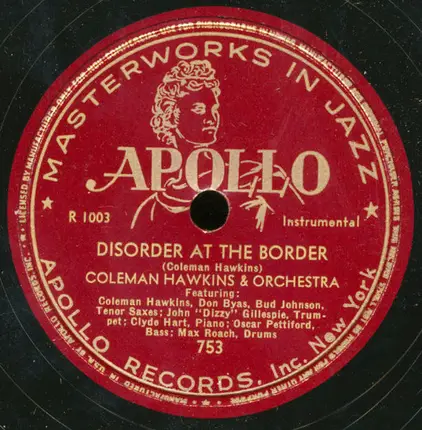 MASTERWORKS IN JAZZ
APOLLO
R 1003
Instrumental
DISORDER AT THE BORDER
(Coleman Hawkins)
COLEMAN HAWKINS & ORCHESTRA
Featuring:
Coleman Hawkins, Don Byas, Bud Johnson,
Tenor Saxes; John "Dizzy" Gillespie, Trum-
pet; Clyde Hart, Piano; Oscar Pettiford,
Bass; Max Roach, Drums
753
APOLLO RECORDS, Inc. New York